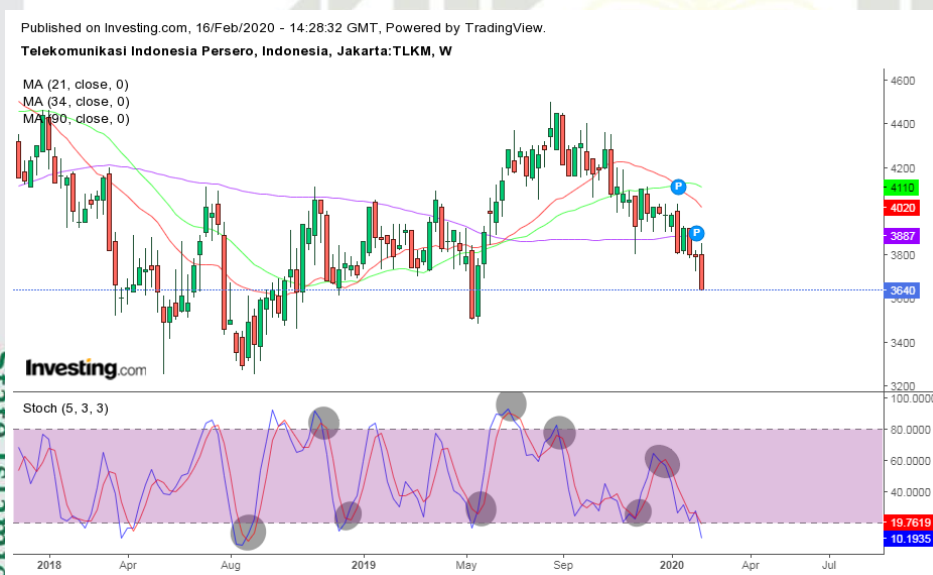 Published on Investing.com, 16/Feb/2020 - 14:28:32 GMT, Powered by TradingView.
Telekomunikasi Indonesia Persero, Indonesia, Jakarta:TLKM, W
MA (21, close, 0)
MA (34, close, 0)
MA (90, close, 0)
4600
4400
4200
4110
4020
3887
3800
3640
3600
3400
3200
P
P
Investing.com
Stoch (5, 3, 3)
100.0000
80.0000
60.0000
40.0000
19.7619
10.1935
2018
Apr
Aug
2019
May
Sep
2020
Apr
Jul